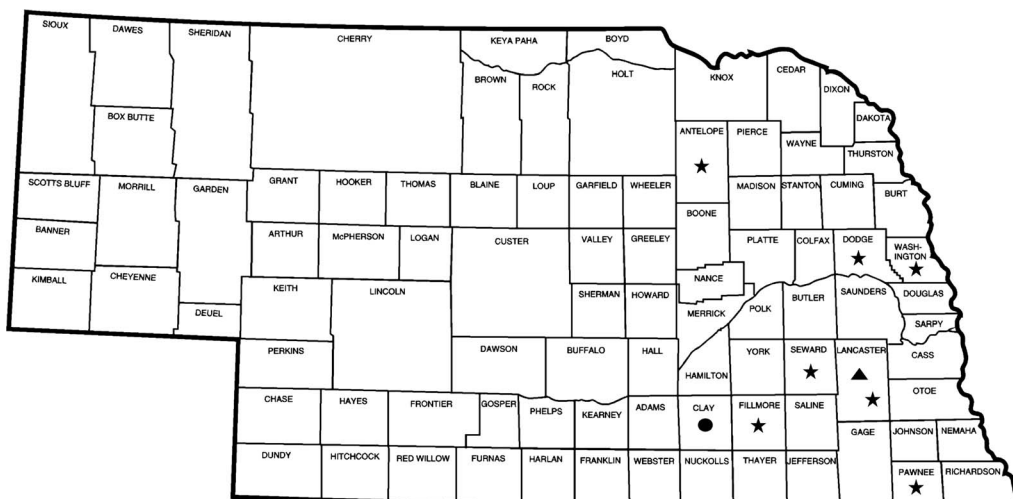 SIOUX
DAWES
SHERIDAN
CHERRY
KEYA PAHA
BOYD
BROWN
ROCK
HOLT
KNOX
CEDAR
DIXON
DAKOTA
BOX BUTTE
ANTELOPE
PIERCE
WAYNE
THURSTON
SCOTTS BLUFF
MORRILL
GARDEN
GRANT
HOOKER
THOMAS
BLAINE
LOUP
GARFIELD
WHEELER
MADISON
STANTON
CUMING
BURT
BANNER
ARTHUR
McPHERSON
LOGAN
CUSTER
VALLEY
GREELEY
BOONE
PLATTE
COLFAX
DODGE
WASH-
INGTON
KIMBALL
CHEYENNE
DEUEL
KEITH
LINCOLN
SHERMAN
HOWARD
NANCE
MERRICK
POLK
BUTLER
SAUNDERS
DOUGLAS
SARPY
PERKINS
DAWSON
BUFFALO
HALL
HAMILTON
YORK
SEWARD
LANCASTER
CASS
OTOE
CHASE
HAYES
FRONTIER
GOSPER
PHELPS
KEARNEY
ADAMS
CLAY
FILLMORE
SALINE
GAGE
JOHNSON
NEMAHA
DUNDY
HITCHCOCK
RED WILLOW
FURNAS
HARLAN
FRANKLIN
WEBSTER
NUCKOLLS
THAYER
JEFFERSON
PAWNEE
RICHARDSON